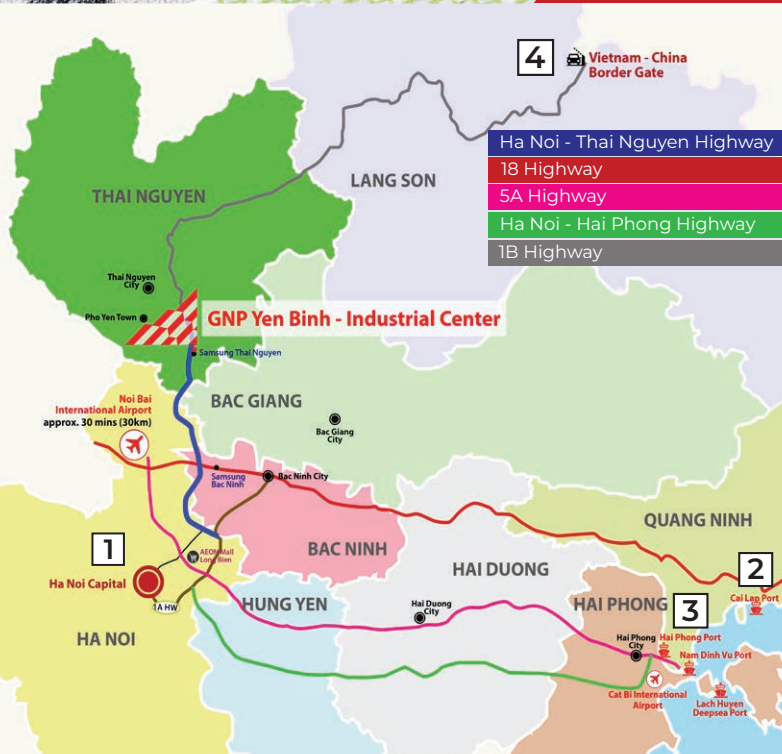 4
Vietnam - China
Border Gate
Ha Noi - Thai Nguyen Highway
18 Highway
5A Highway
Ha Noi - Hai Phong Highway
1B Highway
THAI NGUYEN
LANG SON
Thai Nguyen
City
Pho Yen Town
GNP Yen Binh - Industrial Center
Samsung Thai Nguyen
Noi Bai
International Airport
approx. 30 mins (30km)
BAC GIANG
Bac Giang
City
Samsung
Bac Ninh
Bac Ninh City
QUANG NINH
1
AEON Mall
Long Bien
BAC NINH
HAI DUONG
Ha Noi Capital
2
Cai Lan Port
1A HW
HUNG YEN
Hai Duong
City
HAI PHONG
3
HA NOI
Hai Phong
City
Hai Phong Port
Nam Dinh Vu Port
Cat Bi International
Airport
Lach Huyen
Deepsea Port